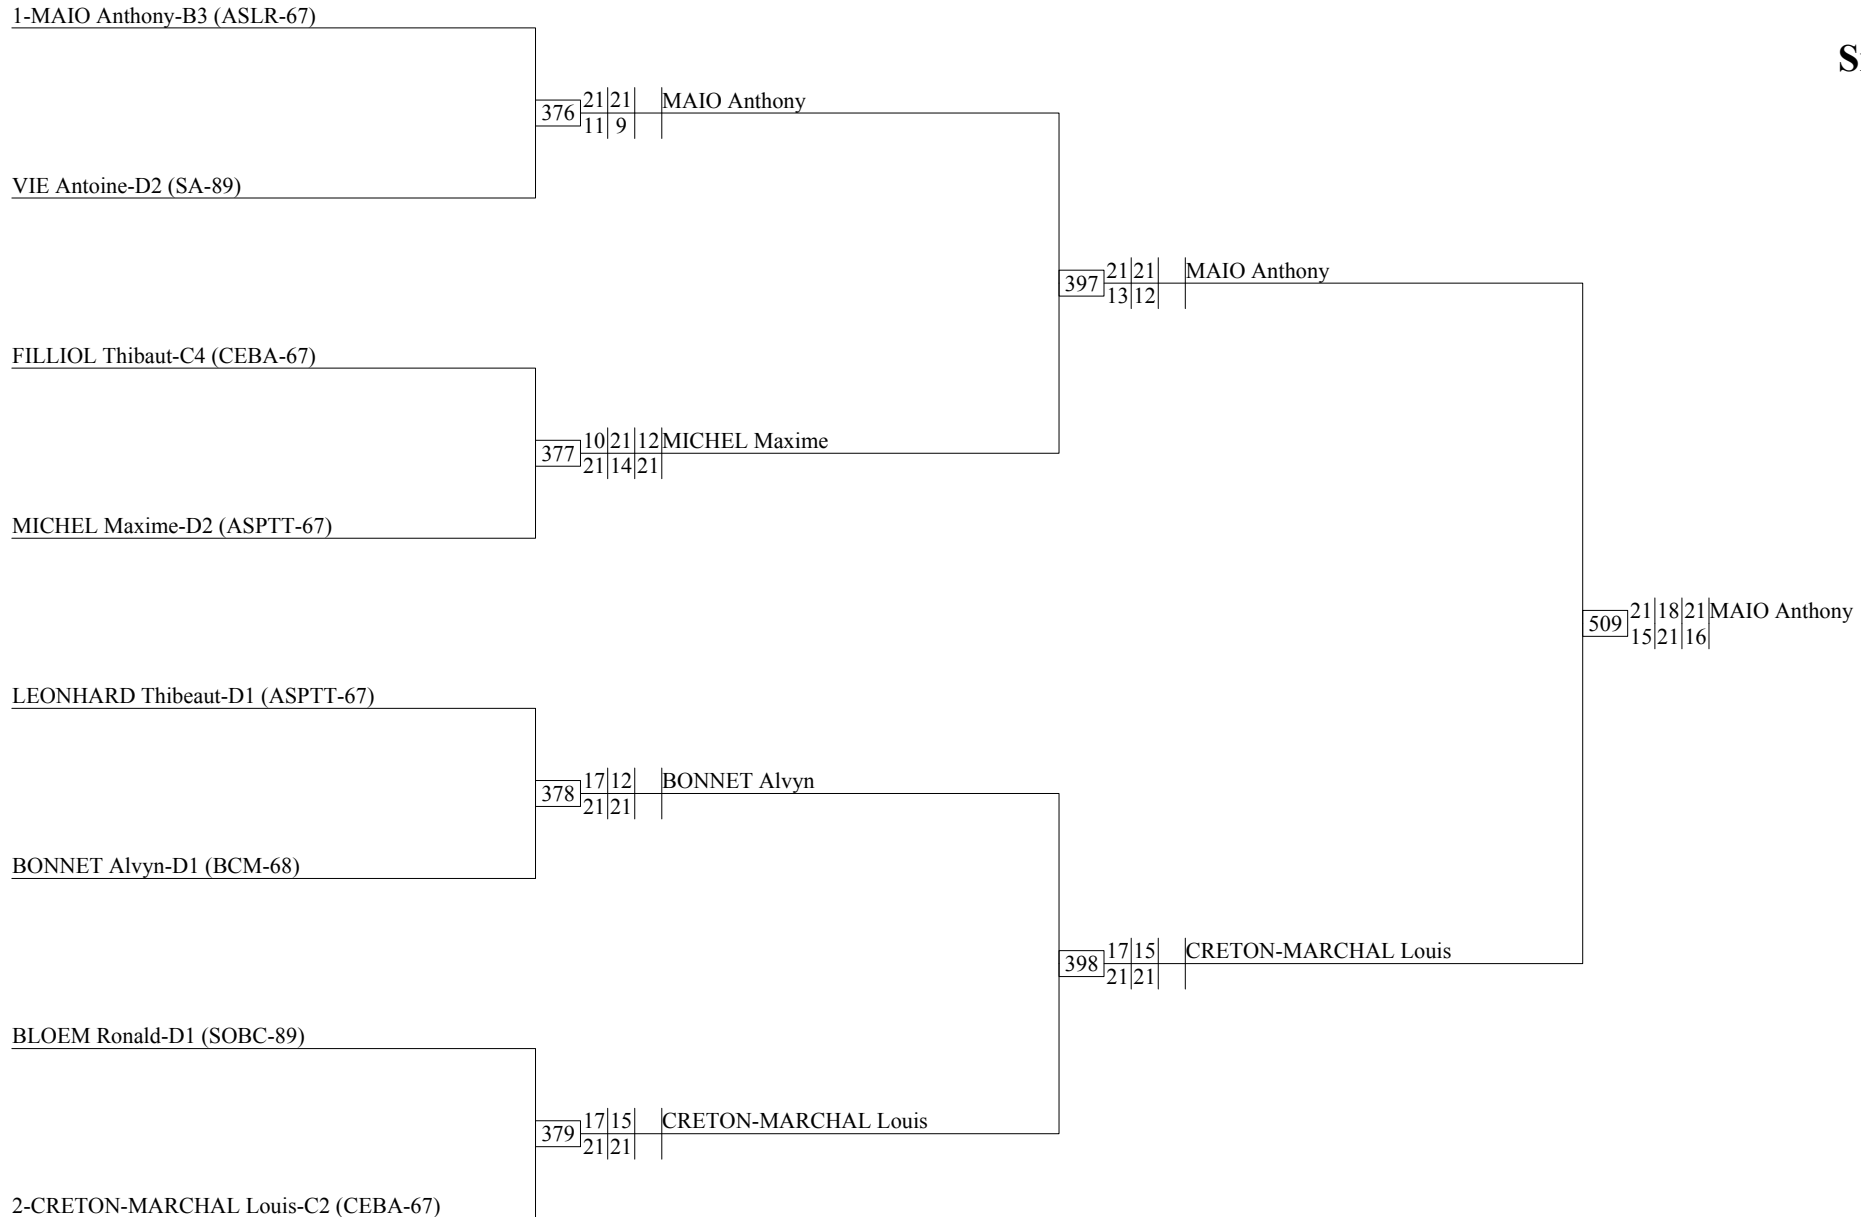 1-MAIO Anthony-B3 (ASLR-67)
376 21 21 MAIO Anthony
11 9
VIE Antoine-D2 (SA-89)
397 21 21 MAIO Anthony
13 12
FILLIOL Thibaut-C4 (CEBA-67)
377 10 21 12 MICHEL Maxime
21 14 21
MICHEL Maxime-D2 (ASPTT-67)
509 21 18 21 MAIO Anthony
15 21 16
LEONHARD Thibeaut-D1 (ASPTT-67)
378 17 12 BONNET Alvyn
21 21
BONNET Alvyn-D1 (BCM-68)
398 17 15 CRETON-MARCHAL Louis
21 21
BLOEM Ronald-D1 (SOBC-89)
379 17 15 CRETON-MARCHAL Louis
21 21
2-CRETON-MARCHAL Louis-C2 (CEBA-67)